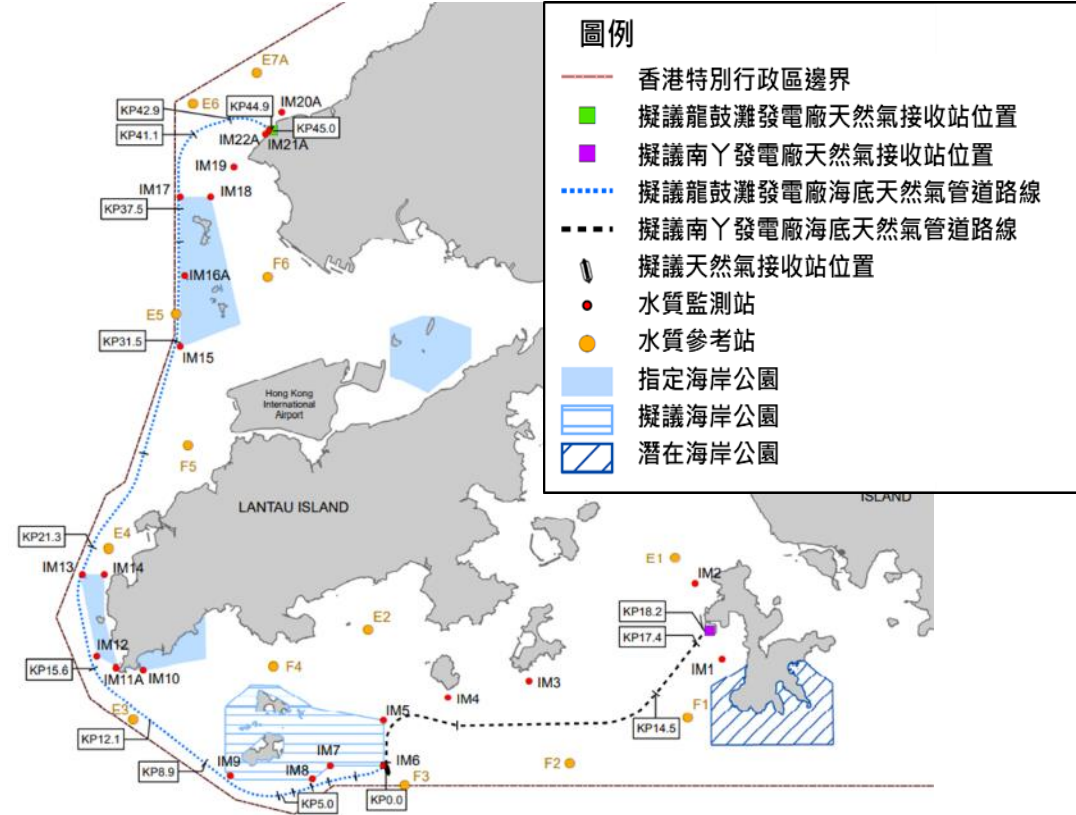 圖例
香港特別行政區邊界
擬議龍鼓灘發電廠天然氣接收站位置
擬議南丫發電廠天然氣接收站位置
擬議龍鼓灘發電廠海底天然氣管道路線
擬議南丫發電廠海底天然氣管道路線
擬議天然氣接收站位置
水質監測站
水質參考站
指定海岸公園
擬議海岸公園
潛在海岸公園
E7A
E6
KP42.9
KP44.9
IM20A
KP41.1
KP45.0
IM22A
IM21A
IM19
IM17
IM18
KP37.5
F6
IM16A
E5
KP31.5
IM15
Hong Kong
International
Airport
F5
LANTAU ISLAND
ISLAND
KP21.3
E4
IM13
IM14
E1
IM2
KP18.2
KP17.4
E2
IM12
KP15.6
IM11A
IM10
F4
IM1
IM3
IM4
E3
IM5
F1
KP14.5
KP12.1
IM9
IM7
IM6
F2
KP8.9
IM8
F3
KP5.0
KP0.0